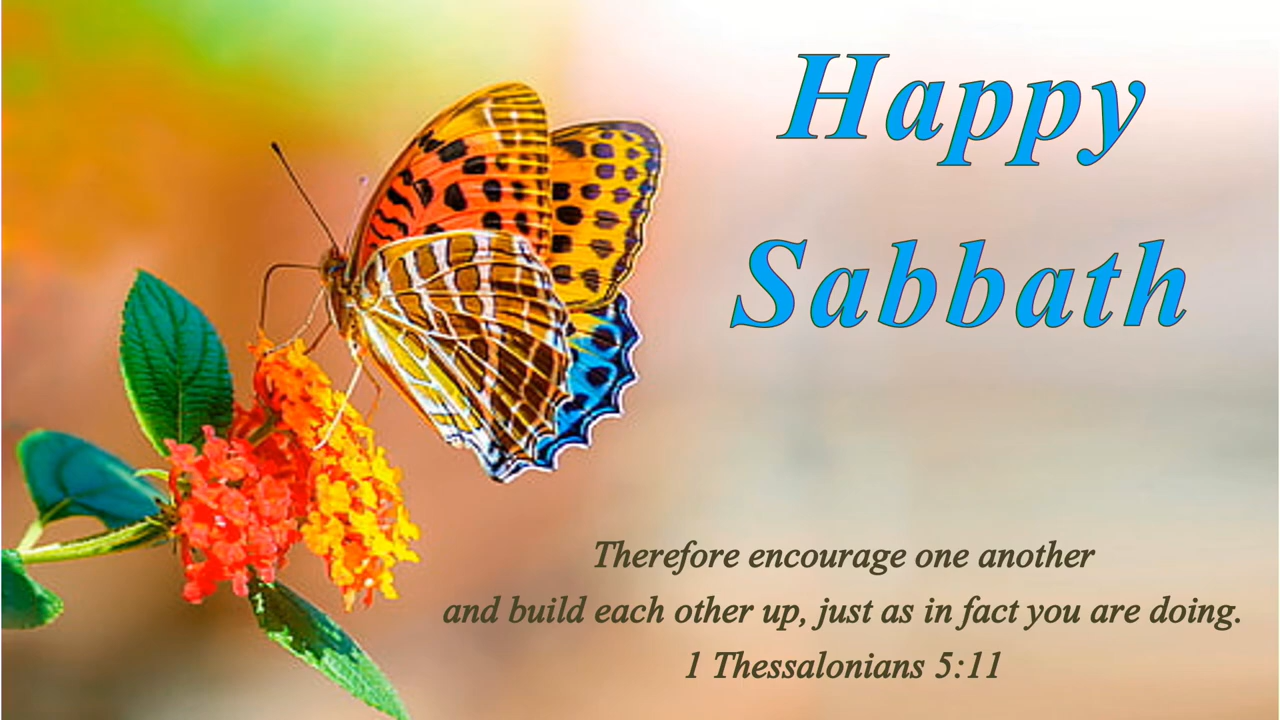 Happy
Sabbath
Therefore encourage one another
and build each other up, just as in fact you are doing.
1 Thessalonians 5:11